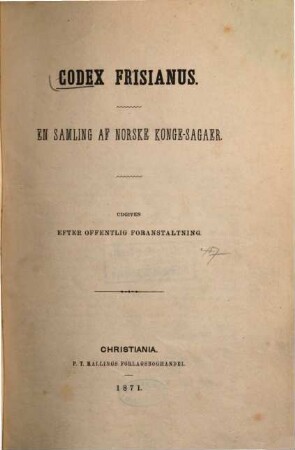 CODEX FRISIANUS.
EN SAMLING AF NORSKE KONGE-SAGAER.
UDGIVEN
EFTER OFFENTLIG FORANSTALTNING.
CHRISTIANIA.
P. T. MALLINGS FORLAGSBOGHANDEL.
1871.